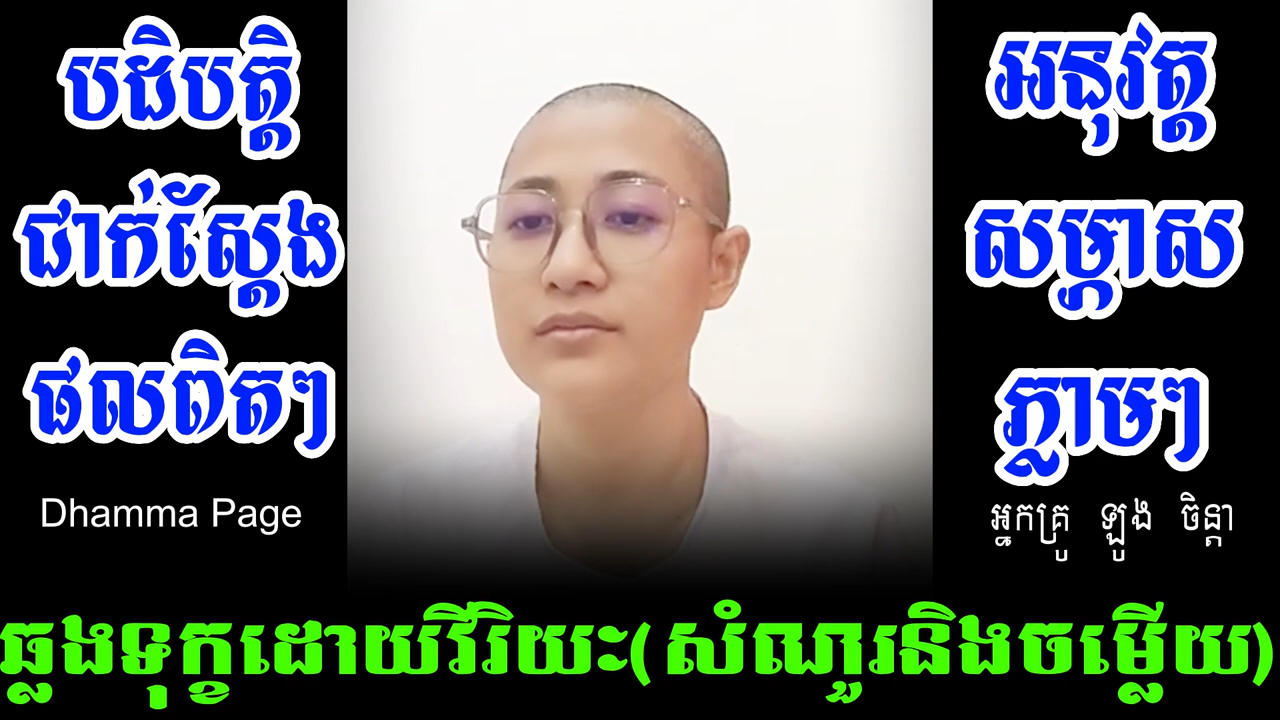 បដិបត្តិ
ជាក់ស្ដែង
ផលពិតៗ
Dhamma Page
អនុវត្ត
សម្ភាស
ភ្លាមៗ
អ្នកគ្រូ ឡុង ចិន្តា
ឆ្លងទុក្ខដោយវីរិយៈ(សំណួរនិងចម្លើយ)